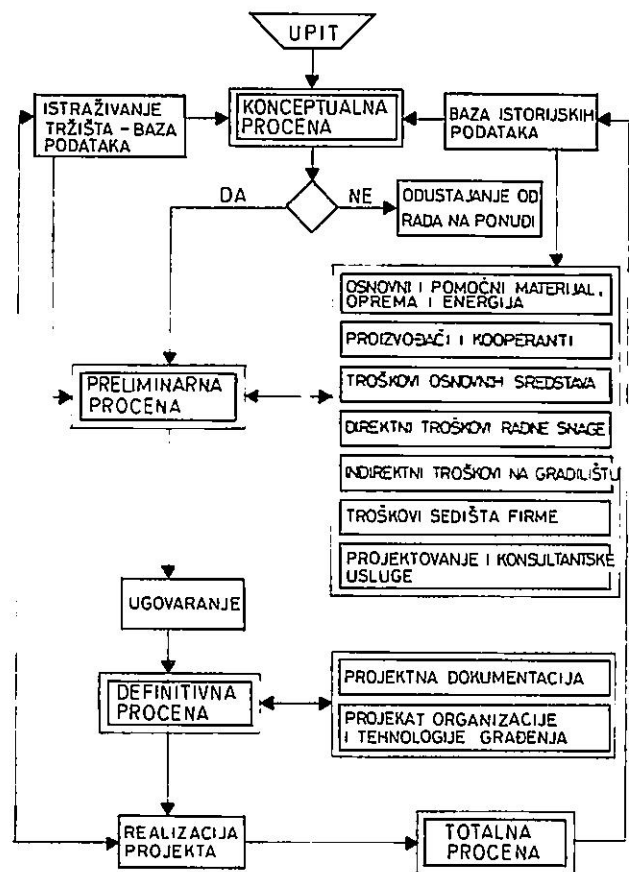 UPIT
ISTRAŽIVANJE
TRŽIŠTA - BAZA
PODATAKA
KONCEPTUALNA
PROCENA
BAZA ISTORIJSKIH
PODATAKA
DA
NE
ODUSTAJANJE OD
RADA NA PONUDI
OSNOVNI I POMOĆNI MATERIJAL,
OPREMA I ENERGIJA
PROIZVOĐAČI I KOOPERANTI
PRELIMINARNA
PROCENA
TROŠKOVI OSNOVNIH SREDSTAVA
DIREKTNI TROŠKOVI RADNE SNAGE
INDIREKTNI TROŠKOVI NA GRADILIŠTU
TROŠKOVI SEDIŠTA FIRME
PROJEKTOVANJE I KONSULTANTSKE
USLUGE
UGOVARANJE
DEFINITIVNA
PROCENA
PROJEKTNA DOKUMENTACIJA
PROJEKAT ORGANIZACIJE
I TEHNOLOGIJE GRAĐENJA
REALIZACIJA
PROJEKTA
TOTALNA
PROCENA